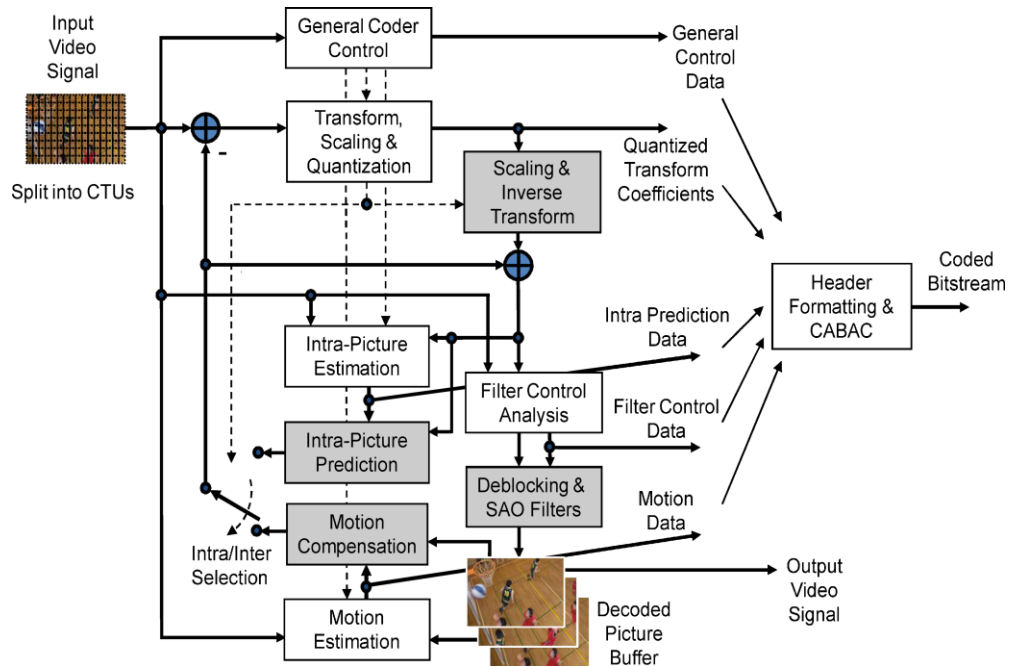 Input
Video
Signal
Split into CTUs
General Coder
Control
General
Control
Data
-
Transform,
Scaling &
Quantization
Quantized
Transform
Coefficients
Scaling &
Inverse
Transform
Header
Formatting &
CABAC
Coded
Bitstream
Intra-Picture
Estimation
Intra Prediction
Data
Filter Control
Analysis
Filter Control
Data
Intra-Picture
Prediction
Deblocking &
SAO Filters
Motion
Compensation
Motion
Data
Intra/Inter
Selection
Motion
Estimation
Decoded
Picture
Buffer
Output
Video
Signal